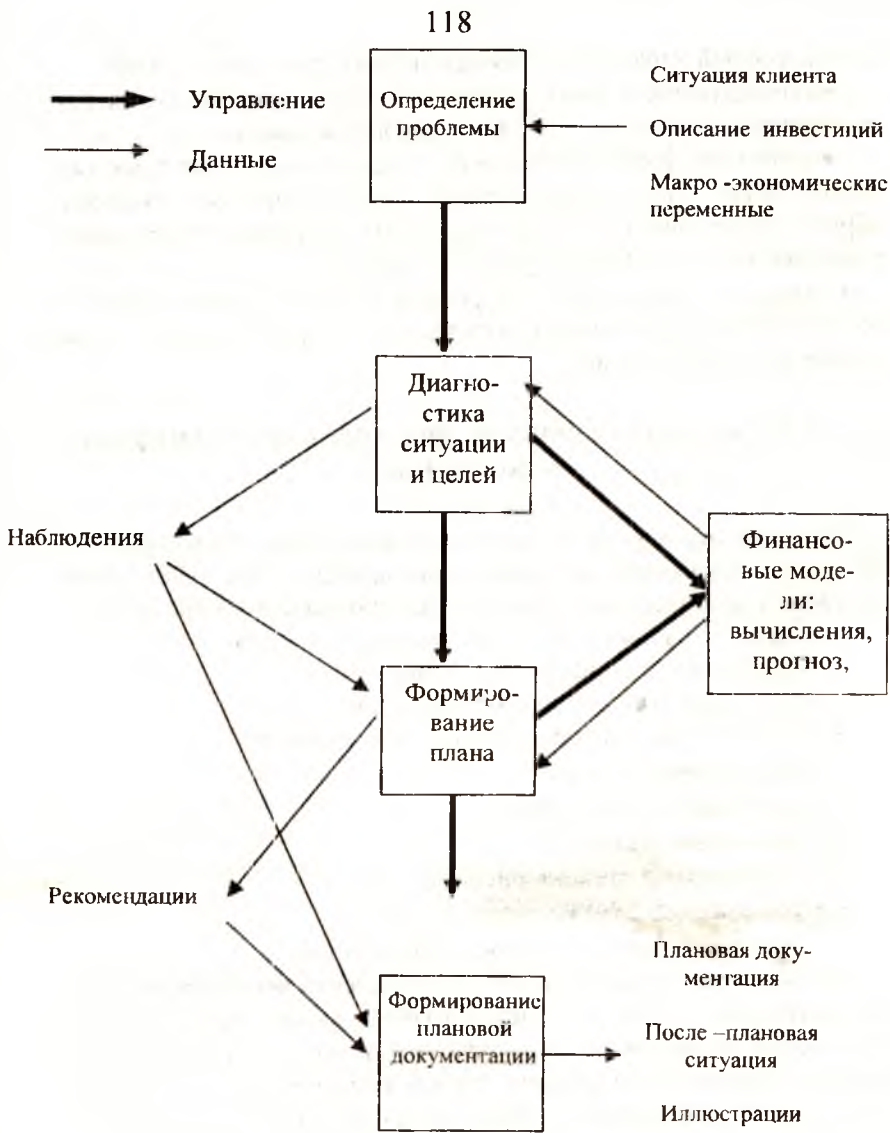 118
Управление
Данные
Определение
проблемы
Ситуация клиента
Описание инвестиций
Макро -экономические
переменные
Диагно-
стика
ситуации
и целей
Наблюдения
Финансо-
вые моде-
ли:
вычисления,
прогноз,
Формиро-
вание
плана
Рекомендации
Формирование
плановой
документации
Плановая доку-
ментация
После –плановая
ситуация
Иллюстрации